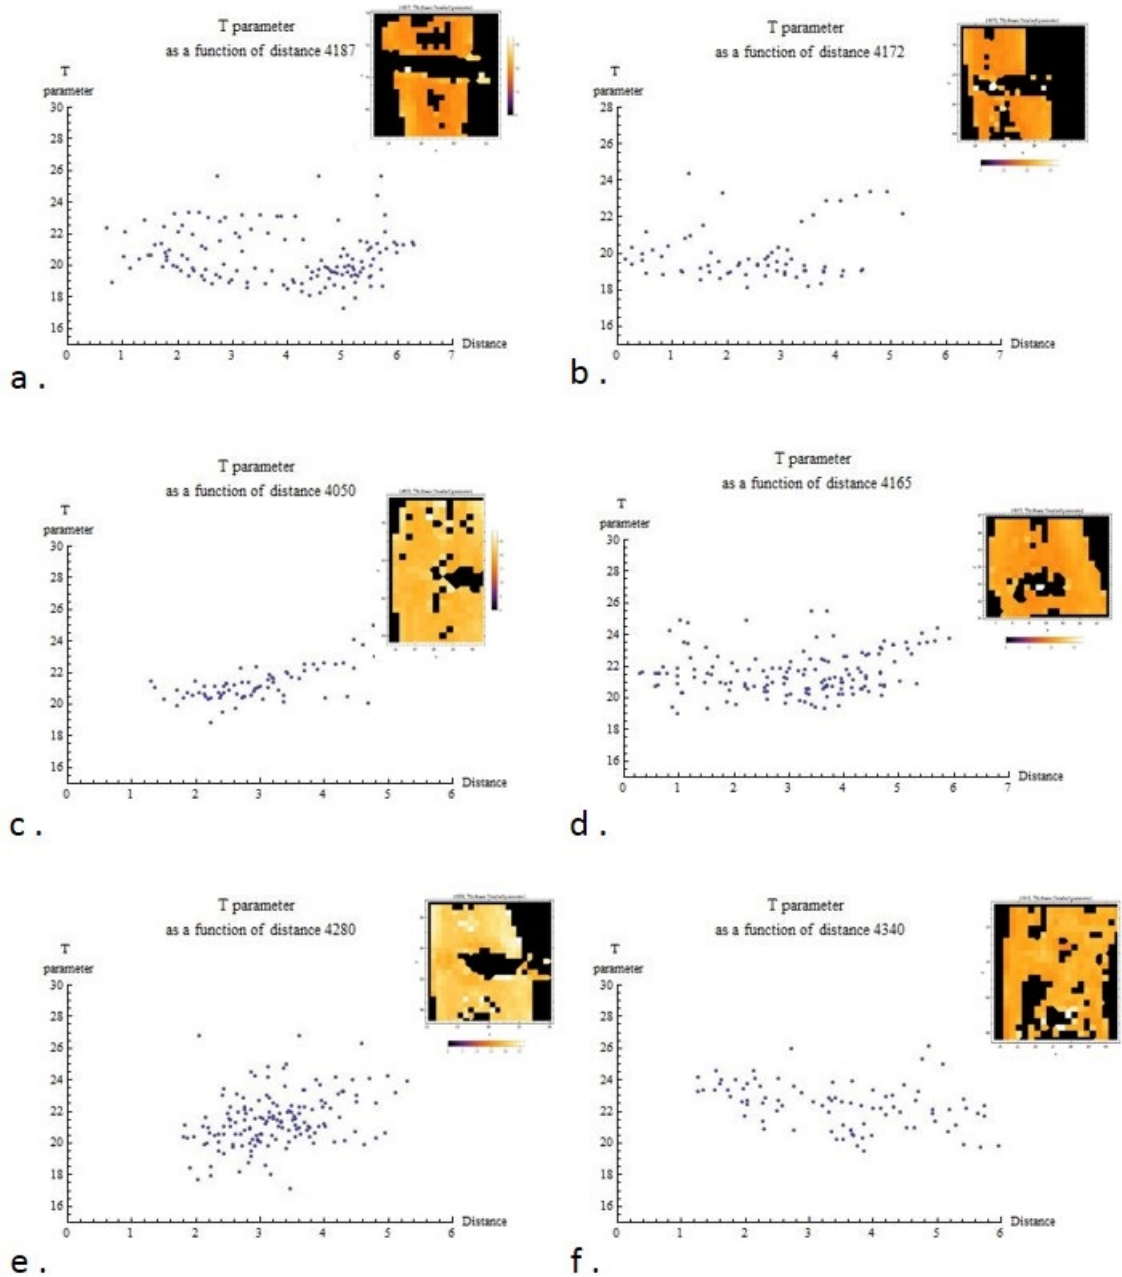 T parameter
as a function of distance 4187
T
parameter
30
28
26
24
22
20
18
16
0 1 2 3 4 5 6 7
Distance
a .
T parameter
as a function of distance 4172
T
parameter
28
26
24
22
20
18
16
0 1 2 3 4 5 6 7
Distance
b .
T parameter
as a function of distance 4050
T
parameter
30
28
26
24
22
20
18
16
0 1 2 3 4 5 6
Distance
c .
T parameter
as a function of distance 4165
T
parameter
30
28
26
24
22
20
18
16
0 1 2 3 4 5 6 7
Distance
d .
T parameter
as a function of distance 4280
T
parameter
30
28
26
24
22
20
18
16
0 1 2 3 4 5 6
Distance
e .
T parameter
as a function of distance 4340
T
parameter
30
28
26
24
22
20
18
16
0 1 2 3 4 5 6
Distance
f .